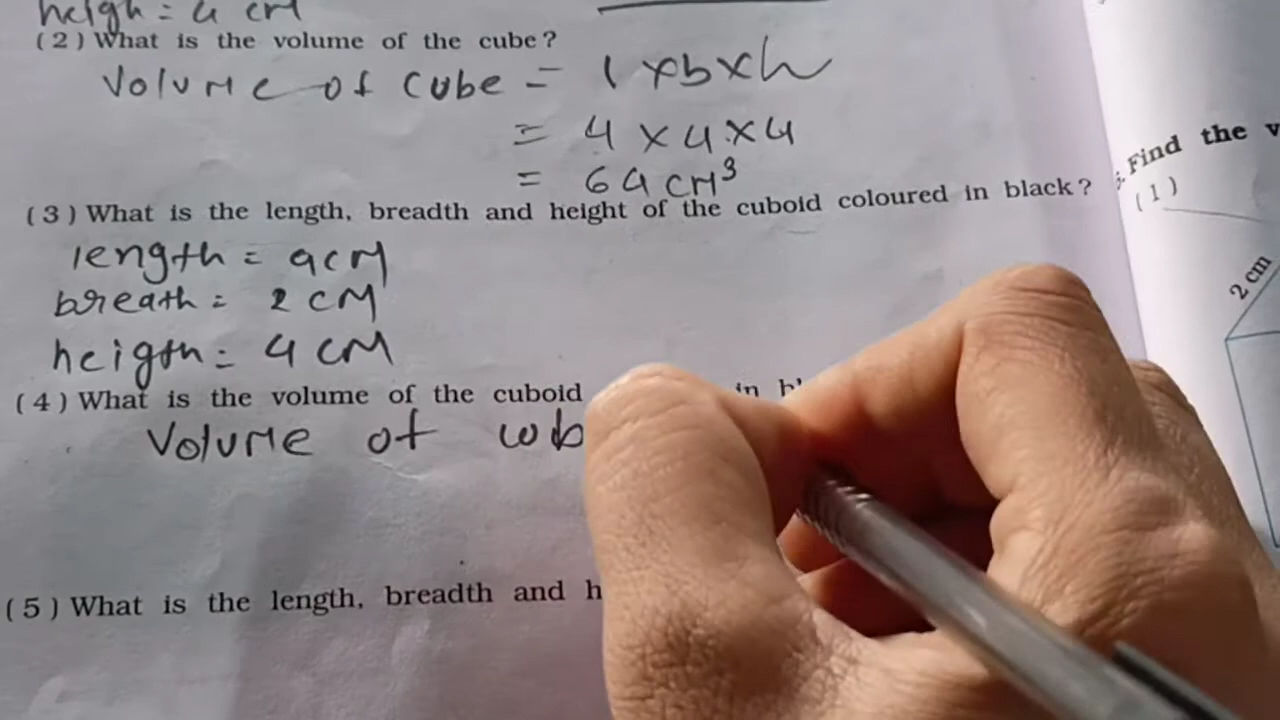 heigh = 4 cm
(2) What is the volume of the cube?
Volume of cube = l x b x h
= 4 x 4 x 4
= 64 cm³
(3) What is the length, breadth and height of the cuboid coloured in black?
length = 9cm
breath = 2 cm
heigth = 4 cm
(4) What is the volume of the cuboid in
Volume of cub
(5) What is the length, breadth and h
Find the v
(1)
2 cm